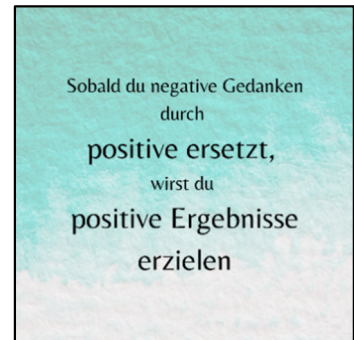 Sobald du negative Gedanken
durch
positive ersetzt,
wirst du
positive Ergebnisse
erzielen